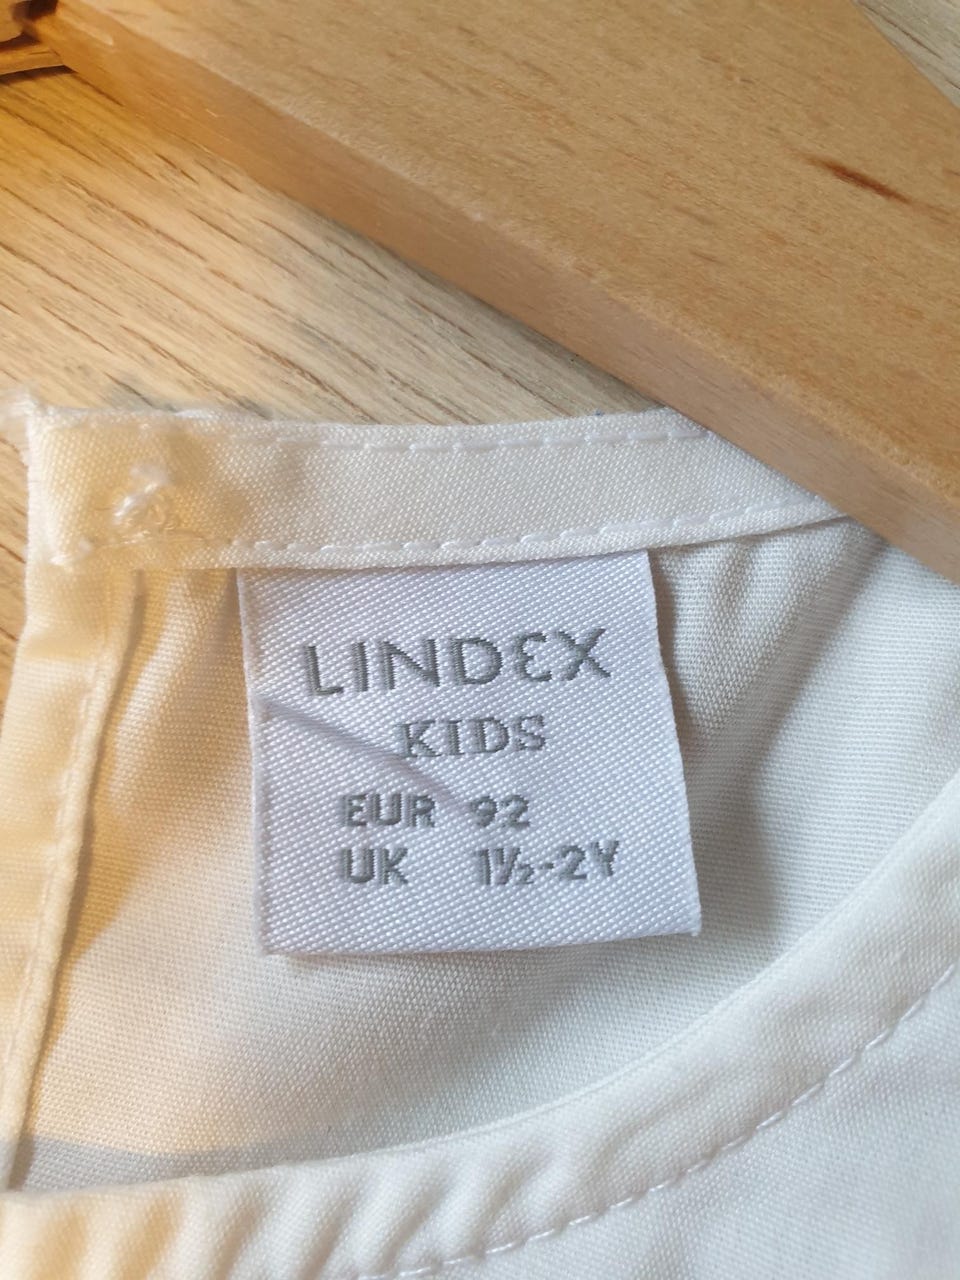 LINDEX
KIDS
EUR 92
UK 1½-2Y